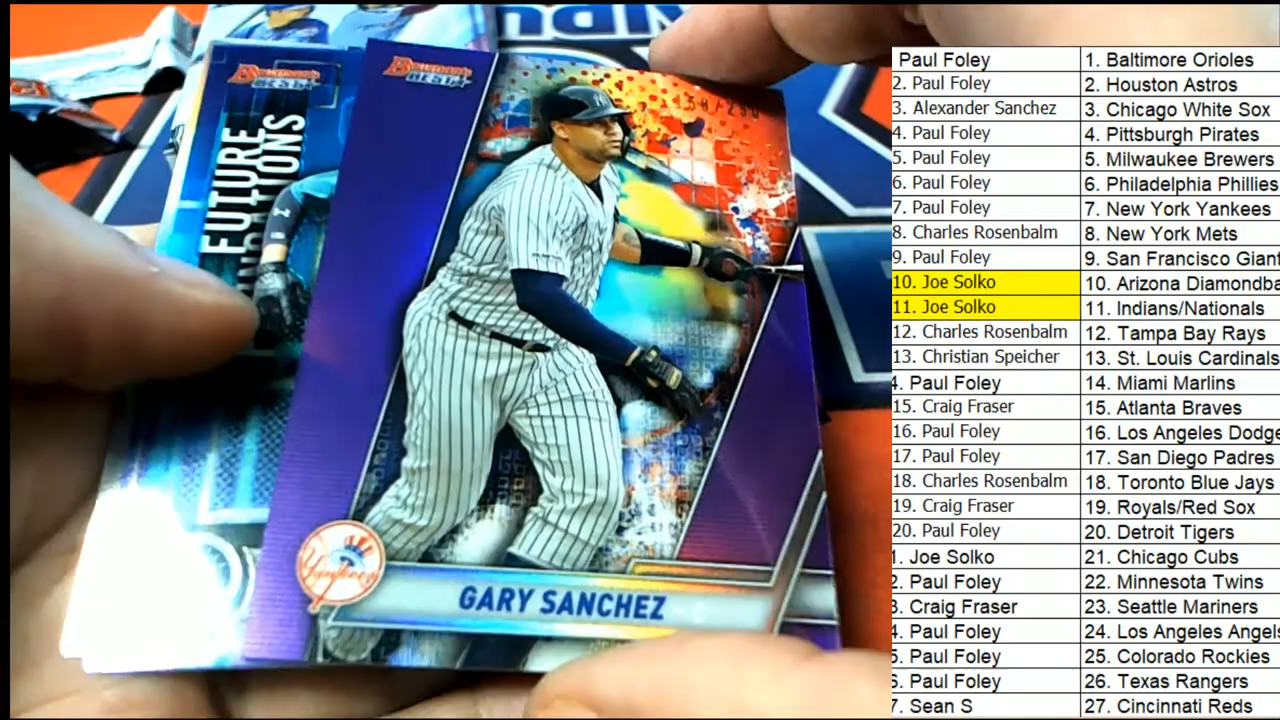 Bowman's
BEST
Bowman's
BEST
FUTURE
Yankees
GARY SANCHEZ
Paul Foley 1. Baltimore Orioles
2. Paul Foley 2. Houston Astros
3. Alexander Sanchez 3. Chicago White Sox
4. Paul Foley 4. Pittsburgh Pirates
5. Paul Foley 5. Milwaukee Brewers
6. Paul Foley 6. Philadelphia Phillies
7. Paul Foley 7. New York Yankees
8. Charles Rosenbalm 8. New York Mets
9. Paul Foley 9. San Francisco Giant
10. Joe Solko 10. Arizona Diamondba
11. Joe Solko 11. Indians/Nationals
12. Charles Rosenbalm 12. Tampa Bay Rays
13. Christian Speicher 13. St. Louis Cardinals
4. Paul Foley 14. Miami Marlins
15. Craig Fraser 15. Atlanta Braves
16. Paul Foley 16. Los Angeles Dodge
17. Paul Foley 17. San Diego Padres
18. Charles Rosenbalm 18. Toronto Blue Jays
19. Craig Fraser 19. Royals/Red Sox
20. Paul Foley 20. Detroit Tigers
1. Joe Solko 21. Chicago Cubs
2. Paul Foley 22. Minnesota Twins
3. Craig Fraser 23. Seattle Mariners
4. Paul Foley 24. Los Angeles Angels
5. Paul Foley 25. Colorado Rockies
6. Paul Foley 26. Texas Rangers
7. Sean S 27. Cincinnati Reds